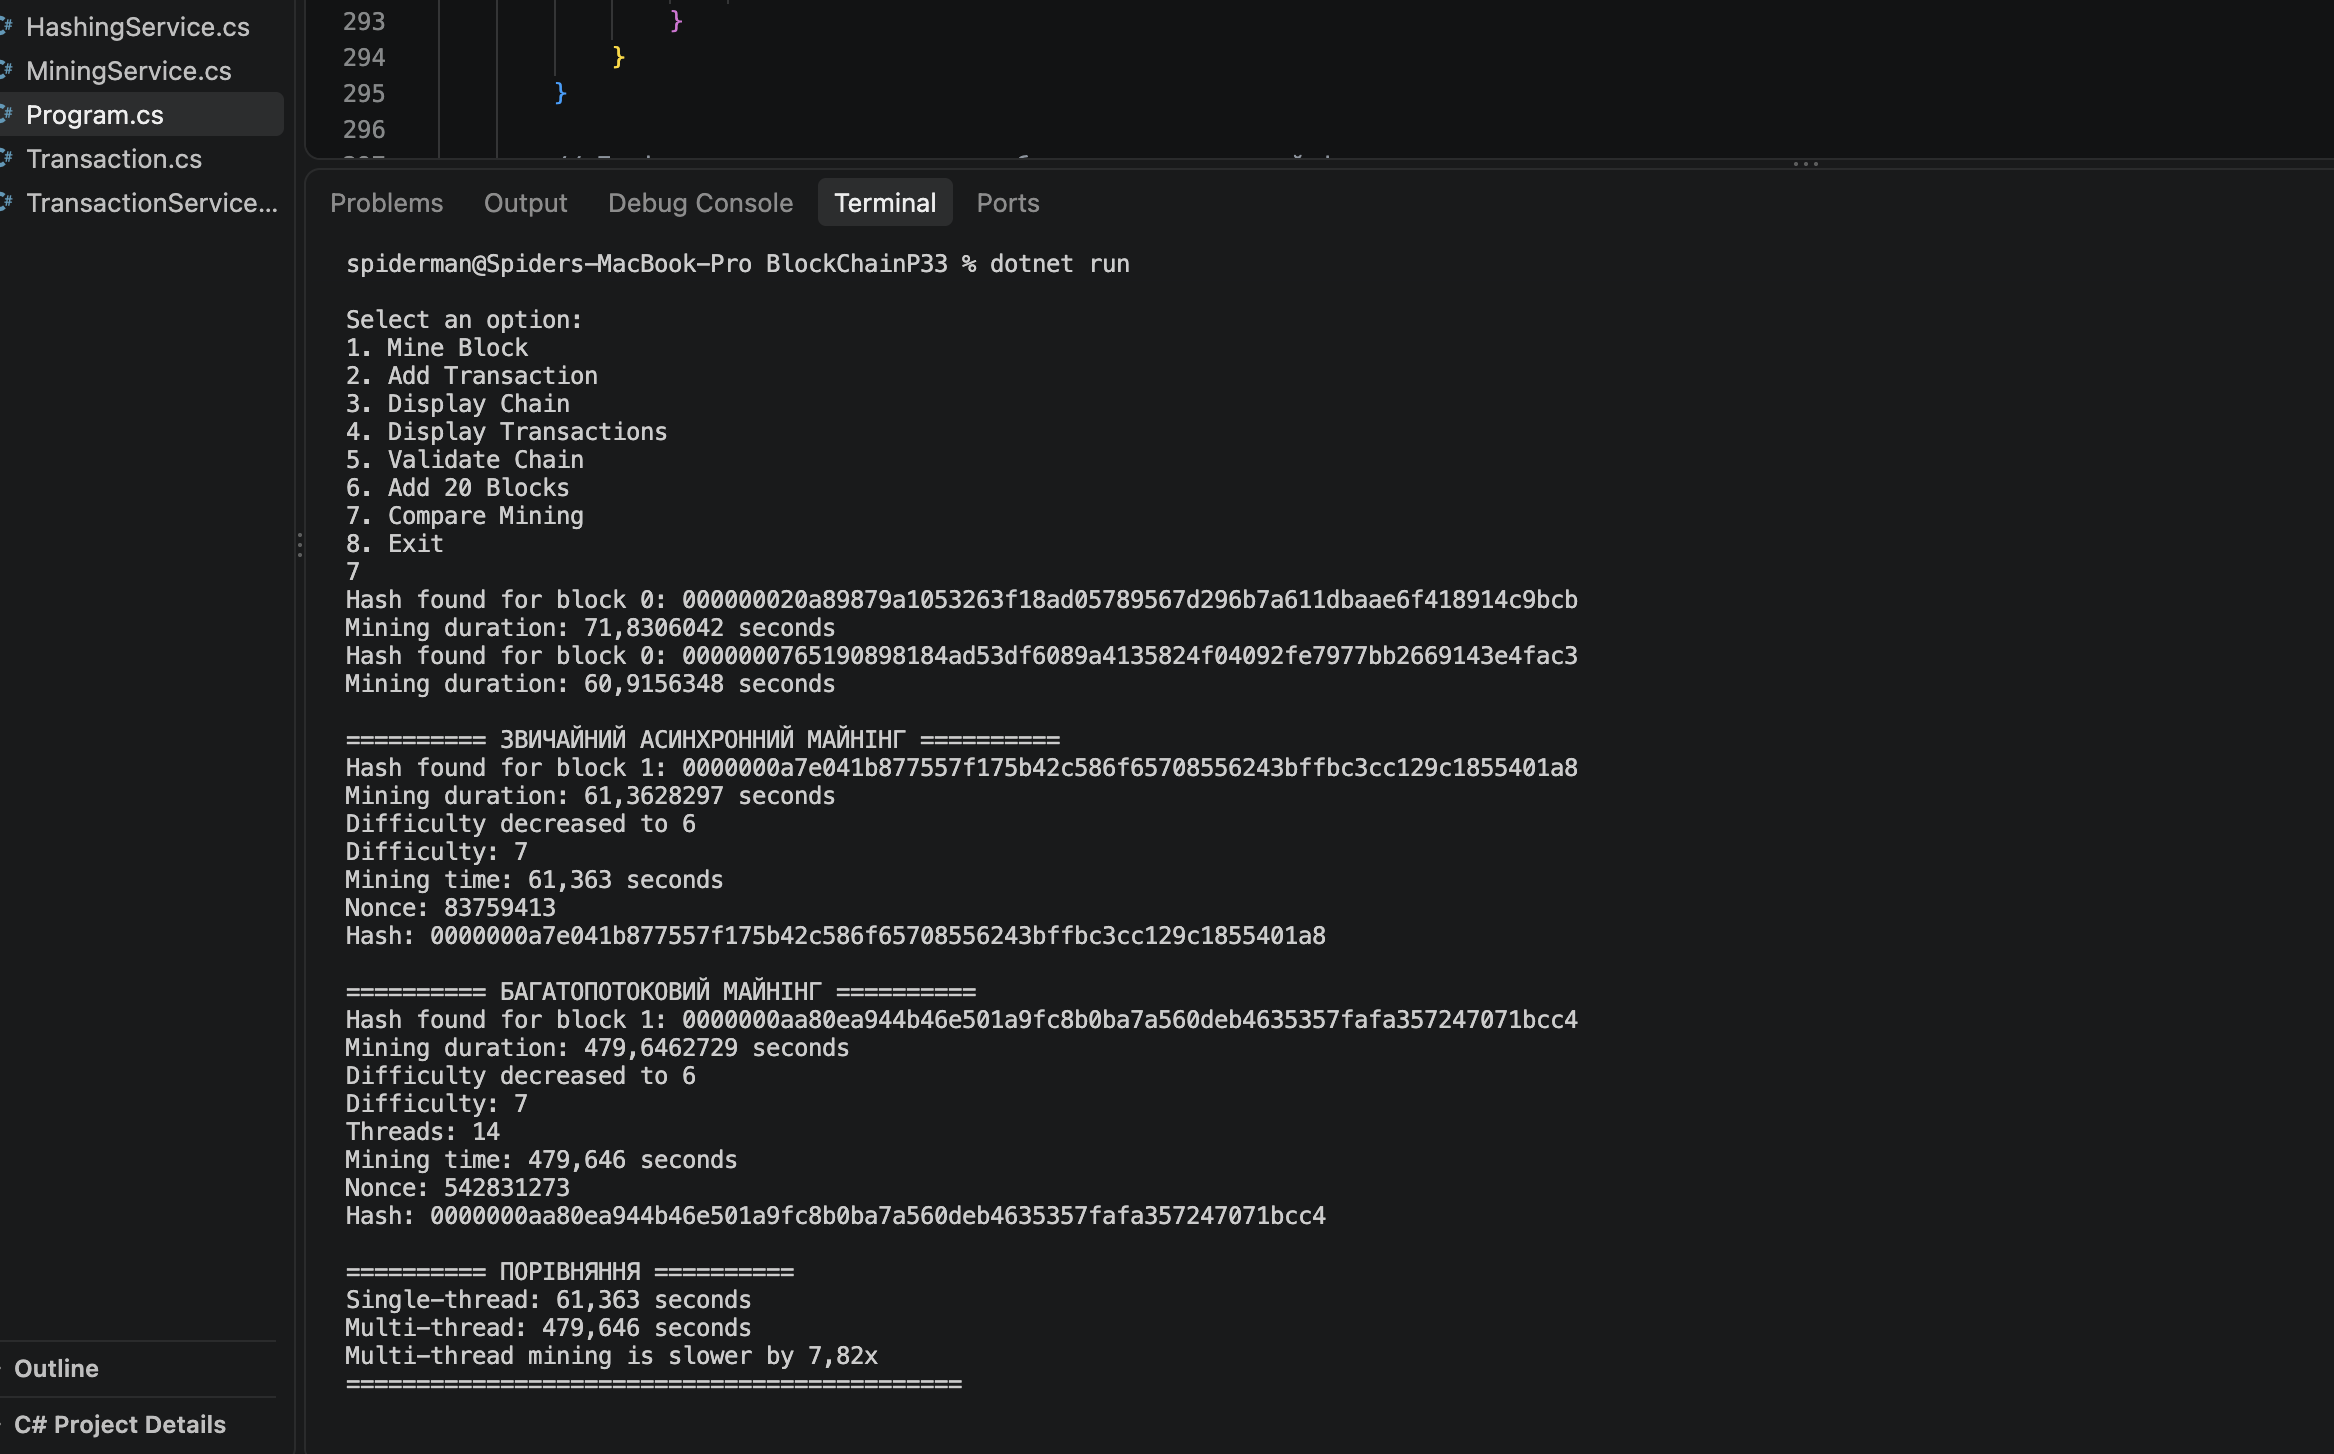 HashingService.cs
MiningService.cs
Program.cs
Transaction.cs
TransactionService...
Outline
C# Project Details
293 }
294 }
295 }
296
Problems Output Debug Console Terminal Ports
spiderman@Spiders-MacBook-Pro BlockChainP33 % dotnet run
Select an option:
1. Mine Block
2. Add Transaction
3. Display Chain
4. Display Transactions
5. Validate Chain
6. Add 20 Blocks
7. Compare Mining
8. Exit
7
Hash found for block 0: 000000020a89879a1053263f18ad05789567d296b7a611dbaae6f418914c9bcb
Mining duration: 71,8306042 seconds
Hash found for block 0: 0000000765190898184ad53df6089a4135824f04092fe7977bb2669143e4fac3
Mining duration: 60,9156348 seconds
========== ЗВИЧАЙНИЙ АСИНХРОННИЙ МАЙНІНГ ==========
Hash found for block 1: 0000000a7e041b877557f175b42c586f65708556243bffbc3cc129c1855401a8
Mining duration: 61,3628297 seconds
Difficulty decreased to 6
Difficulty: 7
Mining time: 61,363 seconds
Nonce: 83759413
Hash: 0000000a7e041b877557f175b42c586f65708556243bffbc3cc129c1855401a8
========== БАГАТОПОТОКОВИЙ МАЙНІНГ ==========
Hash found for block 1: 0000000aa80ea944b46e501a9fc8b0ba7a560deb4635357fafa357247071bcc4
Mining duration: 479,6462729 seconds
Difficulty decreased to 6
Difficulty: 7
Threads: 14
Mining time: 479,646 seconds
Nonce: 542831273
Hash: 0000000aa80ea944b46e501a9fc8b0ba7a560deb4635357fafa357247071bcc4
========== ПОРІВНЯННЯ ==========
Single-thread: 61,363 seconds
Multi-thread: 479,646 seconds
Multi-thread mining is slower by 7,82x
============================================